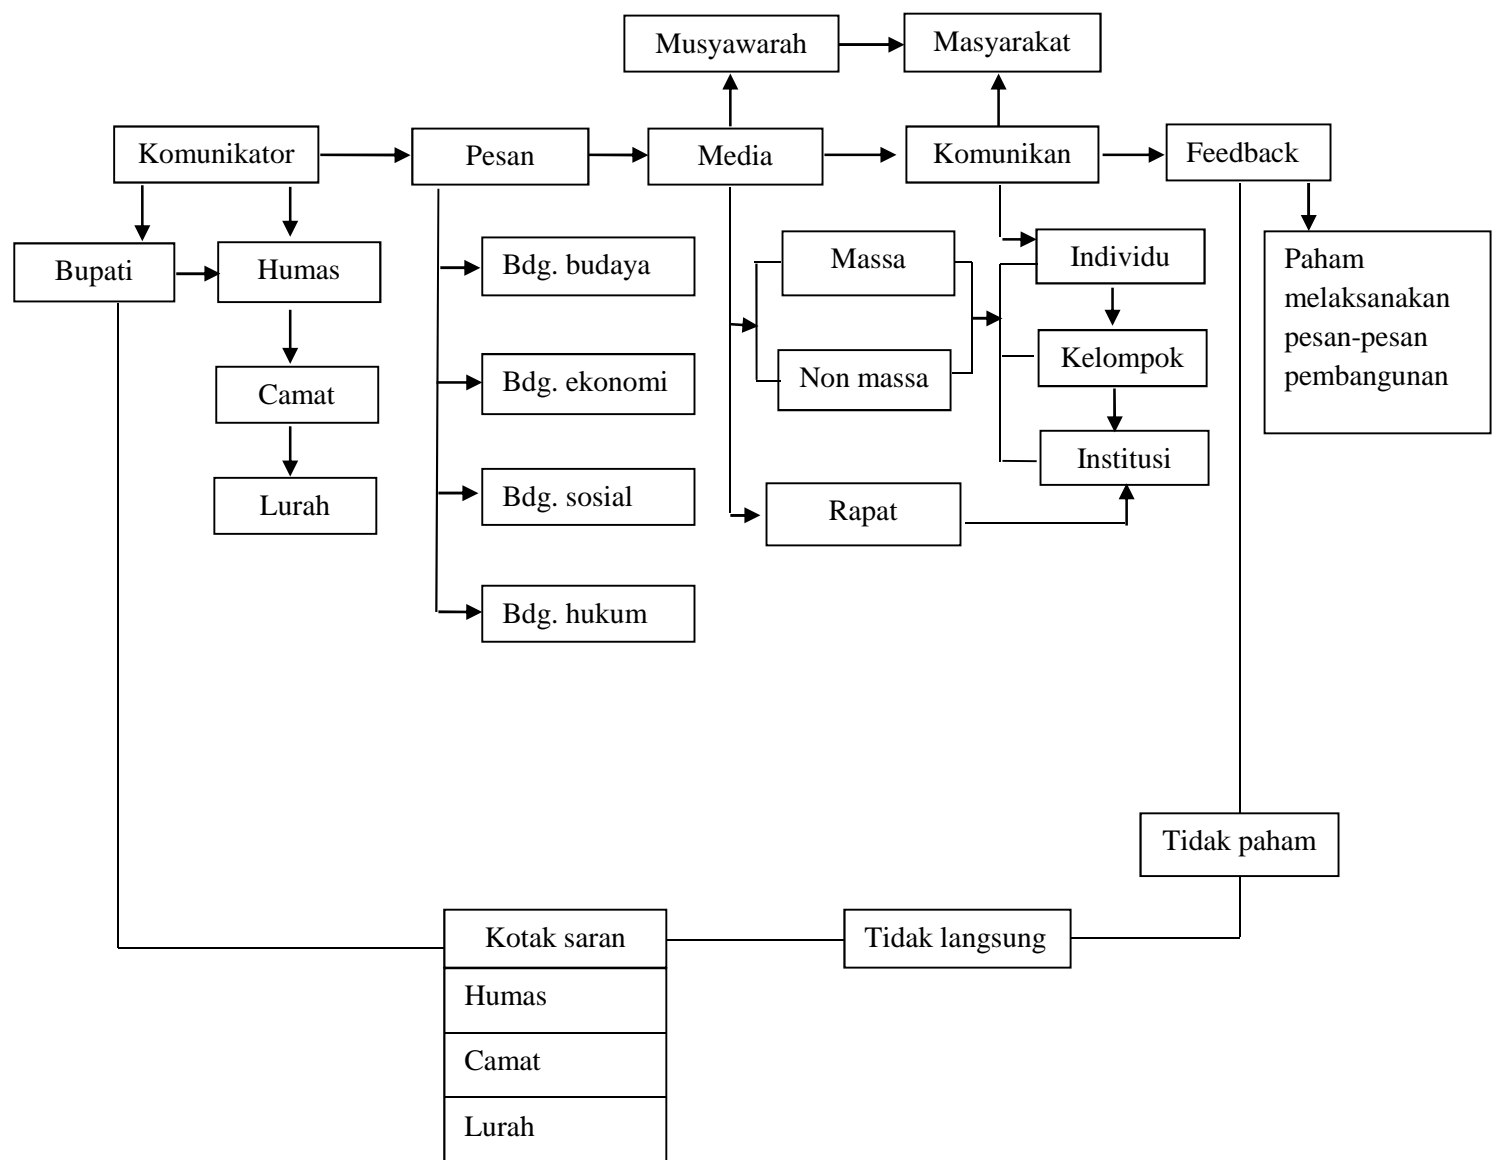 Musyawarah
Masyarakat
Komunikator
Pesan
Media
Komunikan
Feedback
Bupati
Humas
Camat
Lurah
Bdg. budaya
Bdg. ekonomi
Bdg. sosial
Bdg. hukum
Massa
Non massa
Rapat
Individu
Kelompok
Institusi
Paham
melaksanakan
pesan-pesan
pembangunan
Tidak paham
Tidak langsung
Kotak saran
Humas
Camat
Lurah